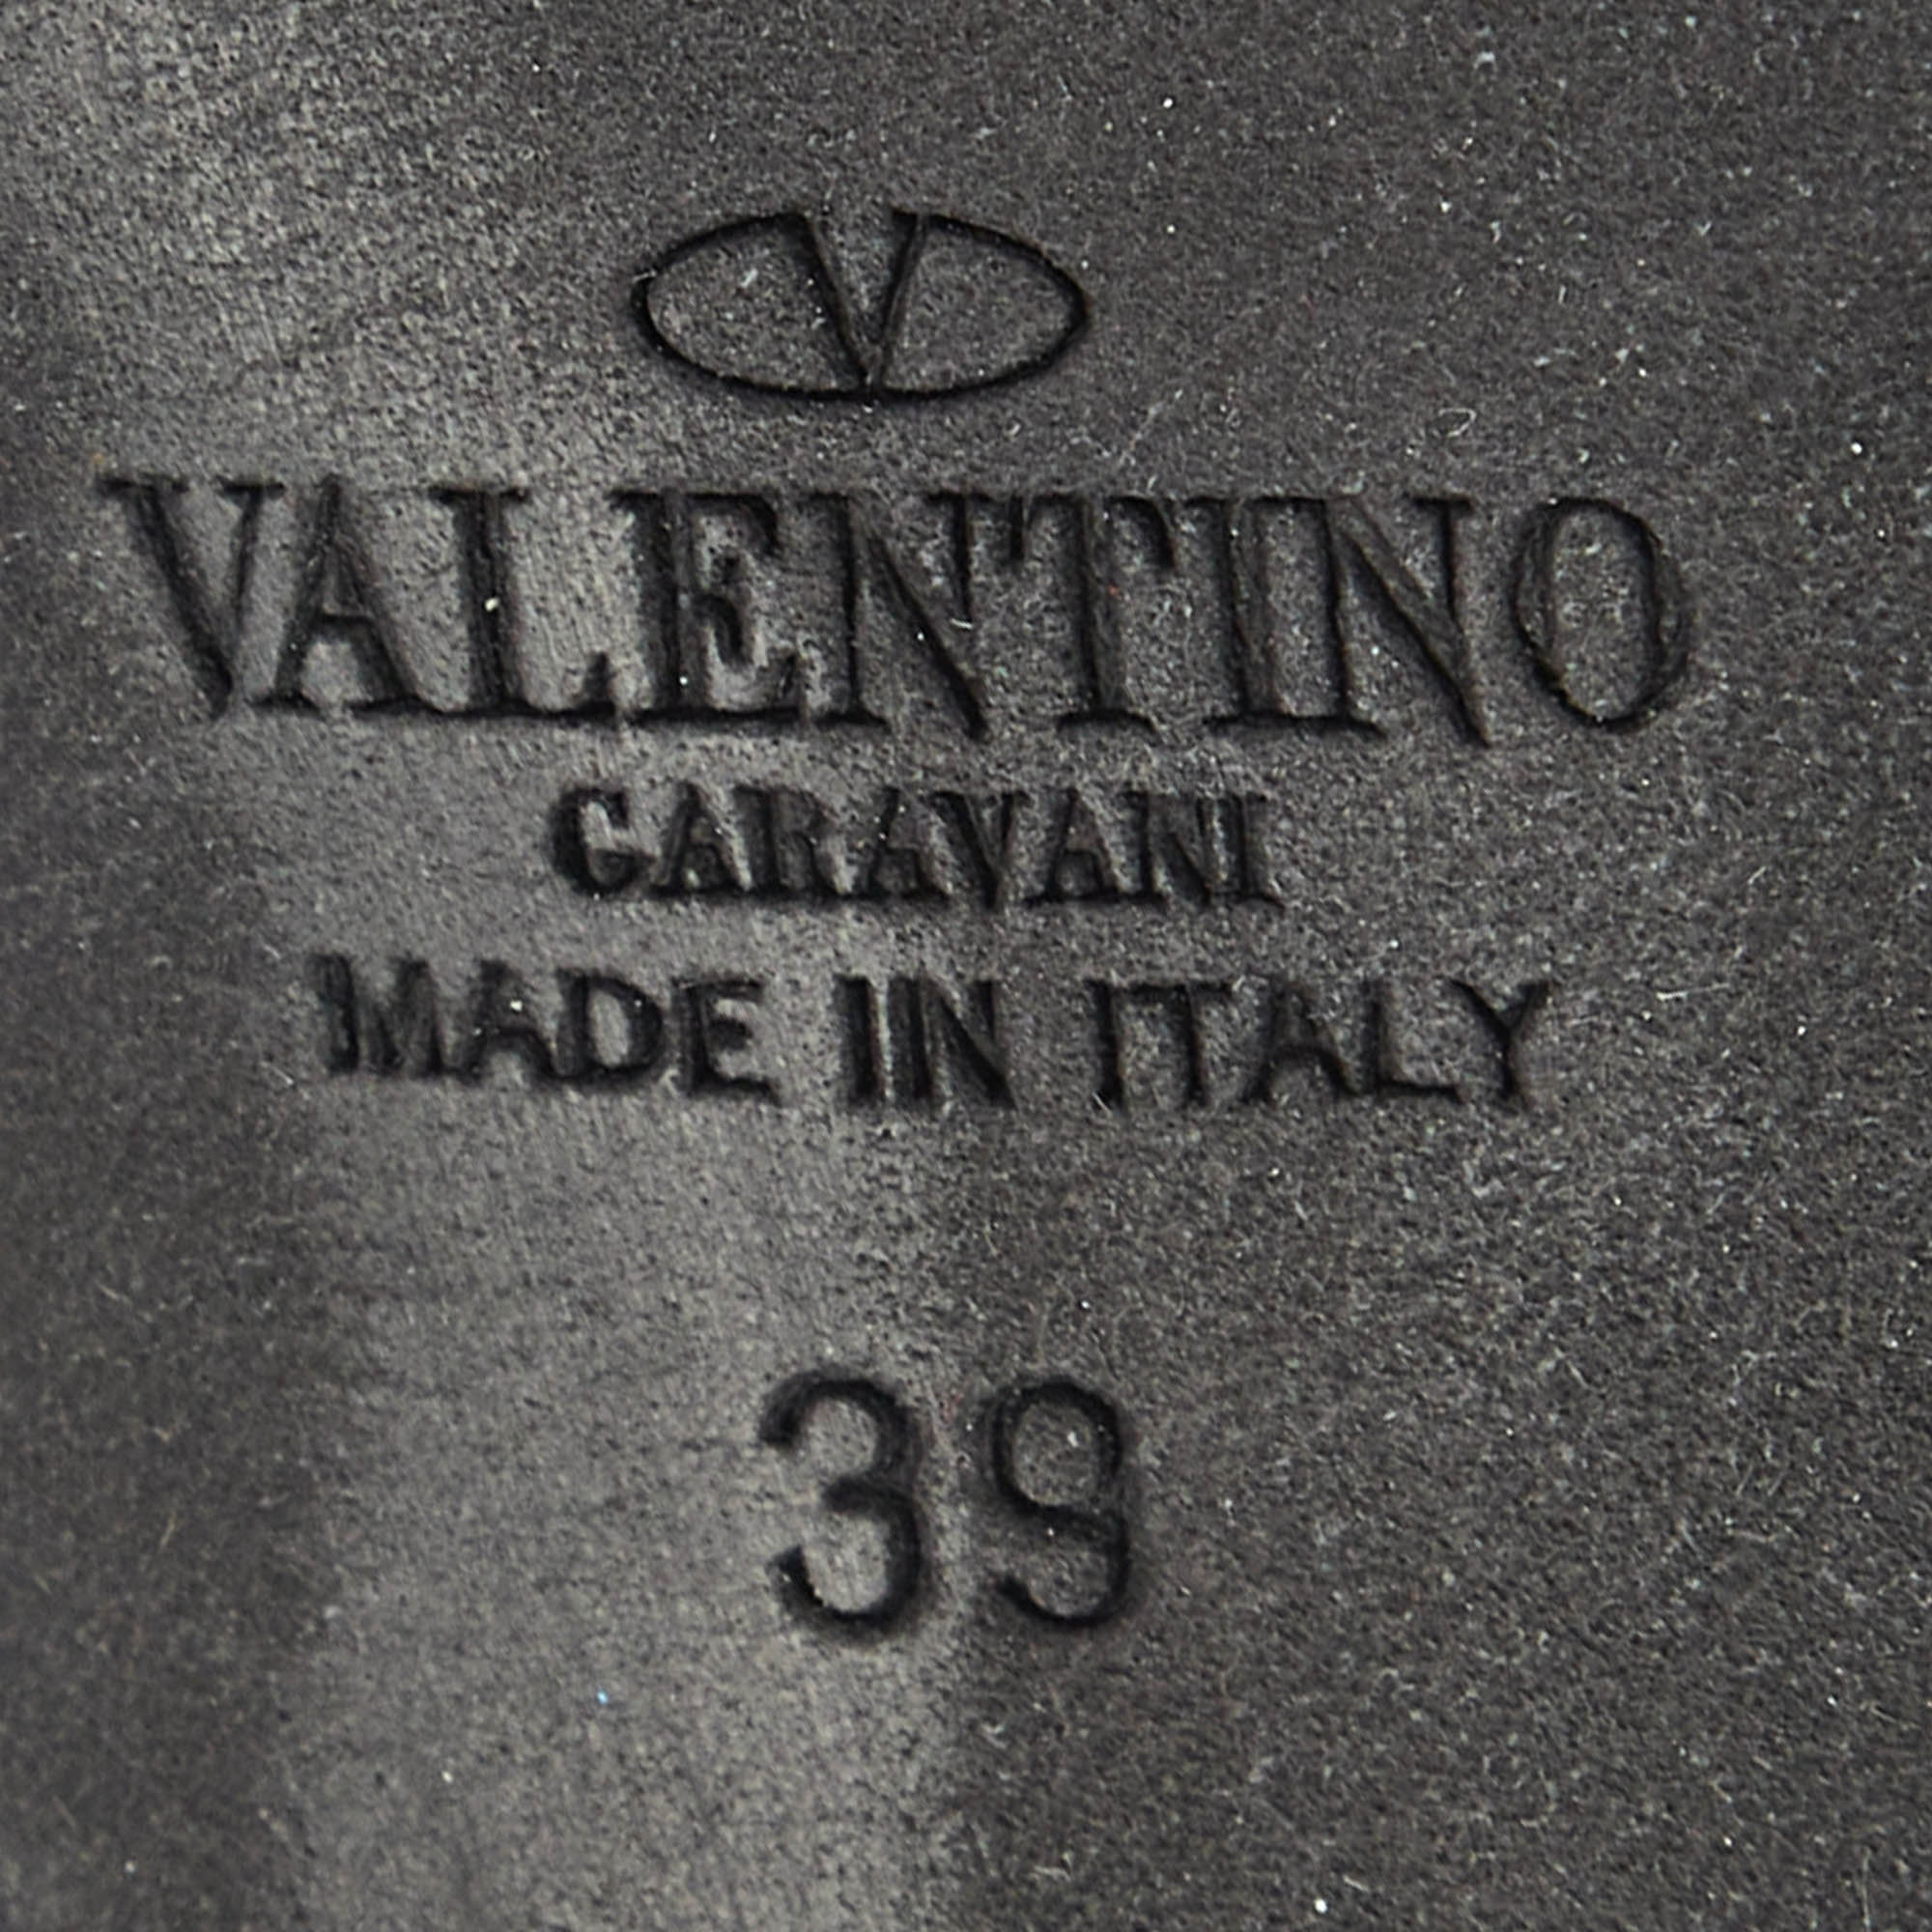 V
VALENTINO
GARAVANI
MADE IN ITALY
39